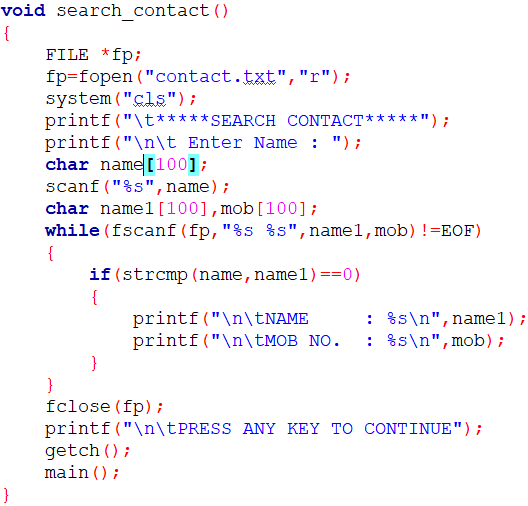 void search_contact()
{
    FILE *fp;
    fp=fopen("contact.txt","r");
    system("cls");
    printf("\t*****SEARCH CONTACT*****");
    printf("\n\t Enter Name : ");
    char name[100];
    scanf("%s",name);
    char name1[100],mob[100];
    while(fscanf(fp,"%s %s",name1,mob)!=EOF)
    {
        if(strcmp(name,name1)==0)
        {
            printf("\n\tNAME     : %s\n",name1);
            printf("\n\tMOB NO.  : %s\n",mob);
        }
    }
    fclose(fp);
    printf("\n\tPRESS ANY KEY TO CONTINUE");
    getch();
    main();
}